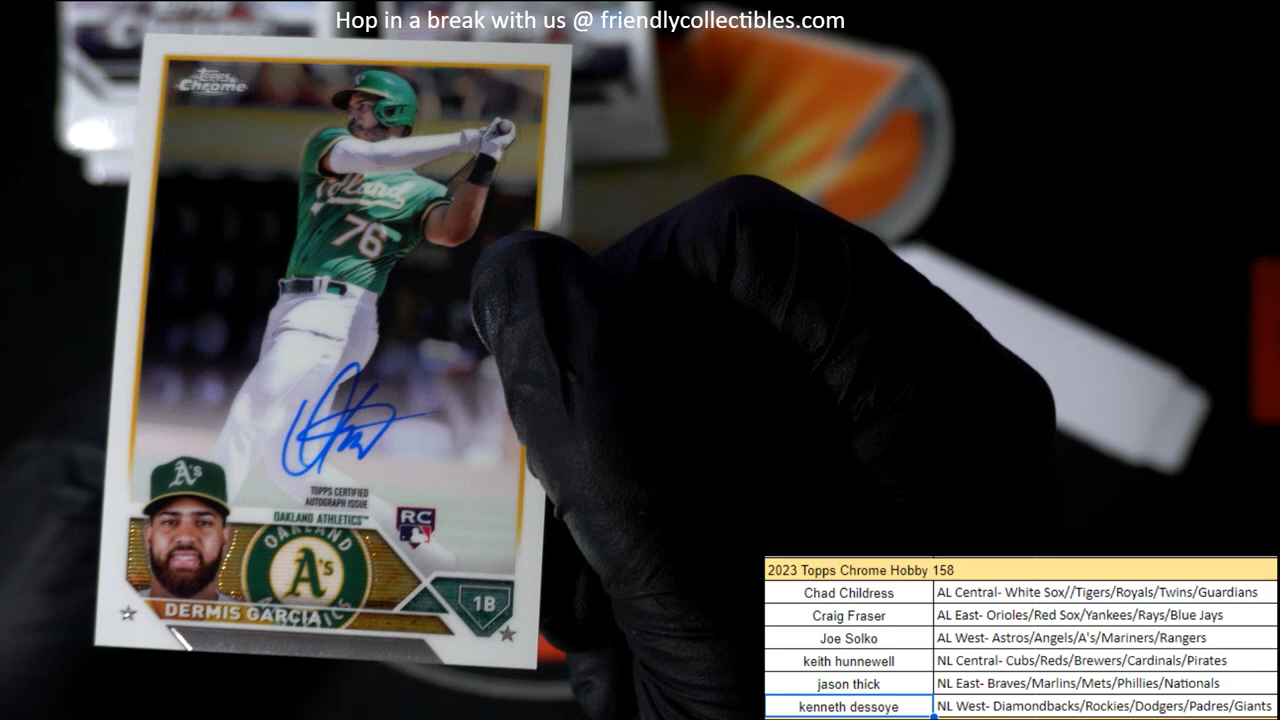 Hop in a break with us @ friendlycollectibles.com
Topps
Chrome
76
TOPPS CERTIFIED
AUTOGRAPH ISSUE
OAKLAND ATHLETICS™
RC
OAKLAND
A's
ATHLETICS
A's
1B
DERMIS GARCIA
2023 Topps Chrome Hobby 158
Chad Childress AL Central- White Sox//Tigers/Royals/Twins/Guardians
Craig Fraser AL East- Orioles/Red Sox/Yankees/Rays/Blue Jays
Joe Solko AL West- Astros/Angels/A's/Mariners/Rangers
keith hunnewell NL Central- Cubs/Reds/Brewers/Cardinals/Pirates
jason thick NL East- Braves/Marlins/Mets/Phillies/Nationals
kenneth dessoye NL West- Diamondbacks/Rockies/Dodgers/Padres/Giants